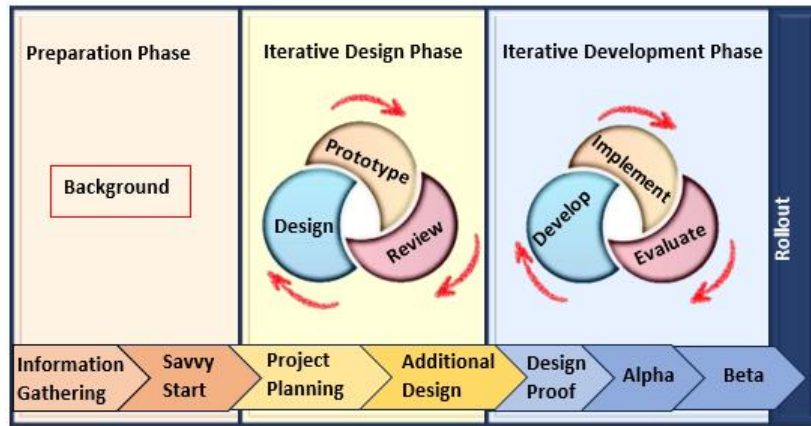 Preparation Phase
Iterative Design Phase
Iterative Development Phase
Background
Prototype
Design
Review
Implement
Develop
Evaluate
Rollout
Information
Gathering
Savvy
Start
Project
Planning
Additional
Design
Design
Proof
Alpha
Beta